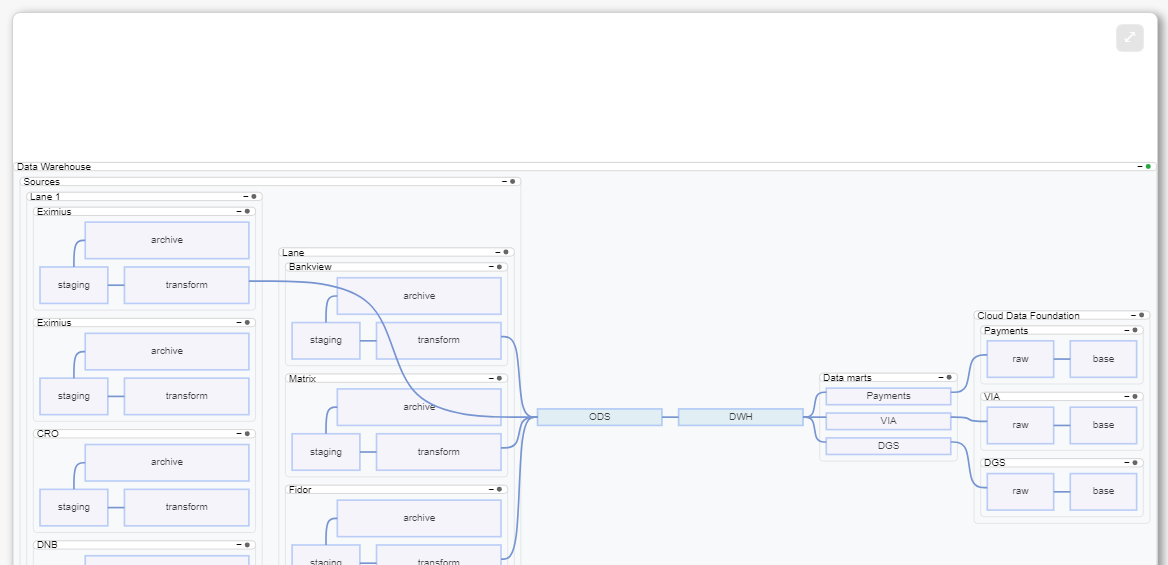 Data Warehouse
Sources
Lane 1
Eximius
archive
staging
transform
Eximius
archive
staging
transform
CRO
archive
staging
transform
DNB
Lane
Bankview
archive
staging
transform
Matrix
archive
staging
transform
Fidor
archive
staging
transform
ODS
DWH
Data marts
Payments
VIA
DGS
Cloud Data Foundation
Payments
raw
base
VIA
raw
base
DGS
raw
base